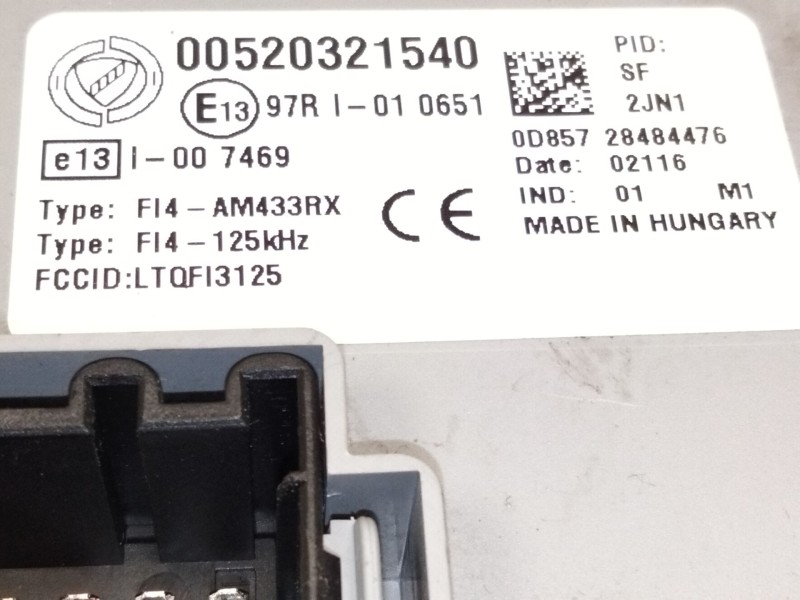 00520321540
E13 97R I-01 0651
e13 I-00 7469
Type: FI4-AM433RX
Type: FI4-125kHz
FCCID:LTQFI3125
CE
PID:
SF
2JN1
0D857 28484476
Date: 02116
IND: 01 M1
MADE IN HUNGARY